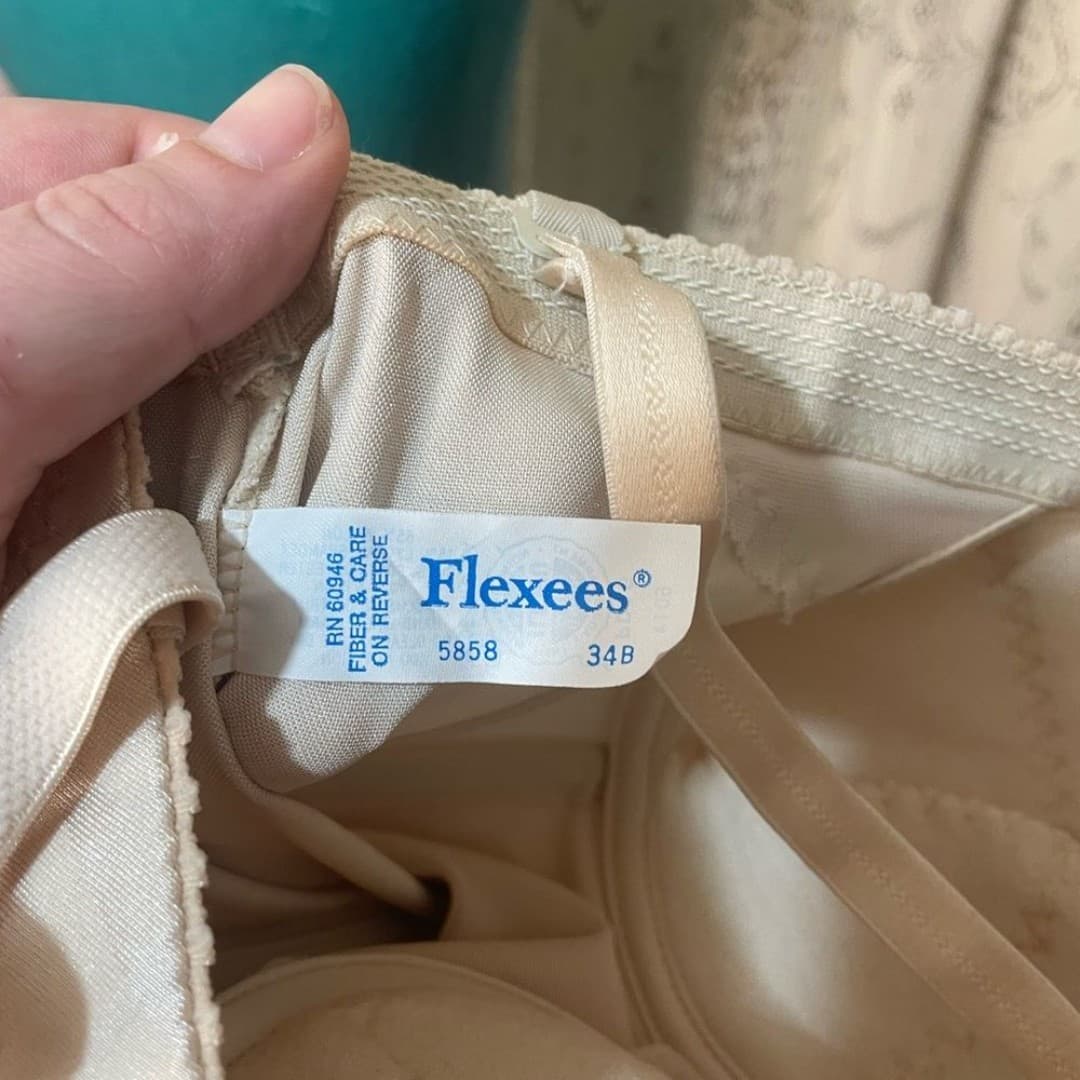 RN 60946
FIBER & CARE
ON REVERSE
Flexees®
5858 34B